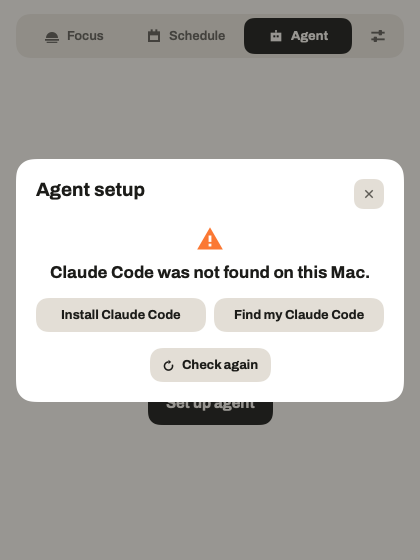 Focus
Schedule
Agent
Agent setup
Claude Code was not found on this Mac.
Install Claude Code
Find my Claude Code
Check again
Set up agent